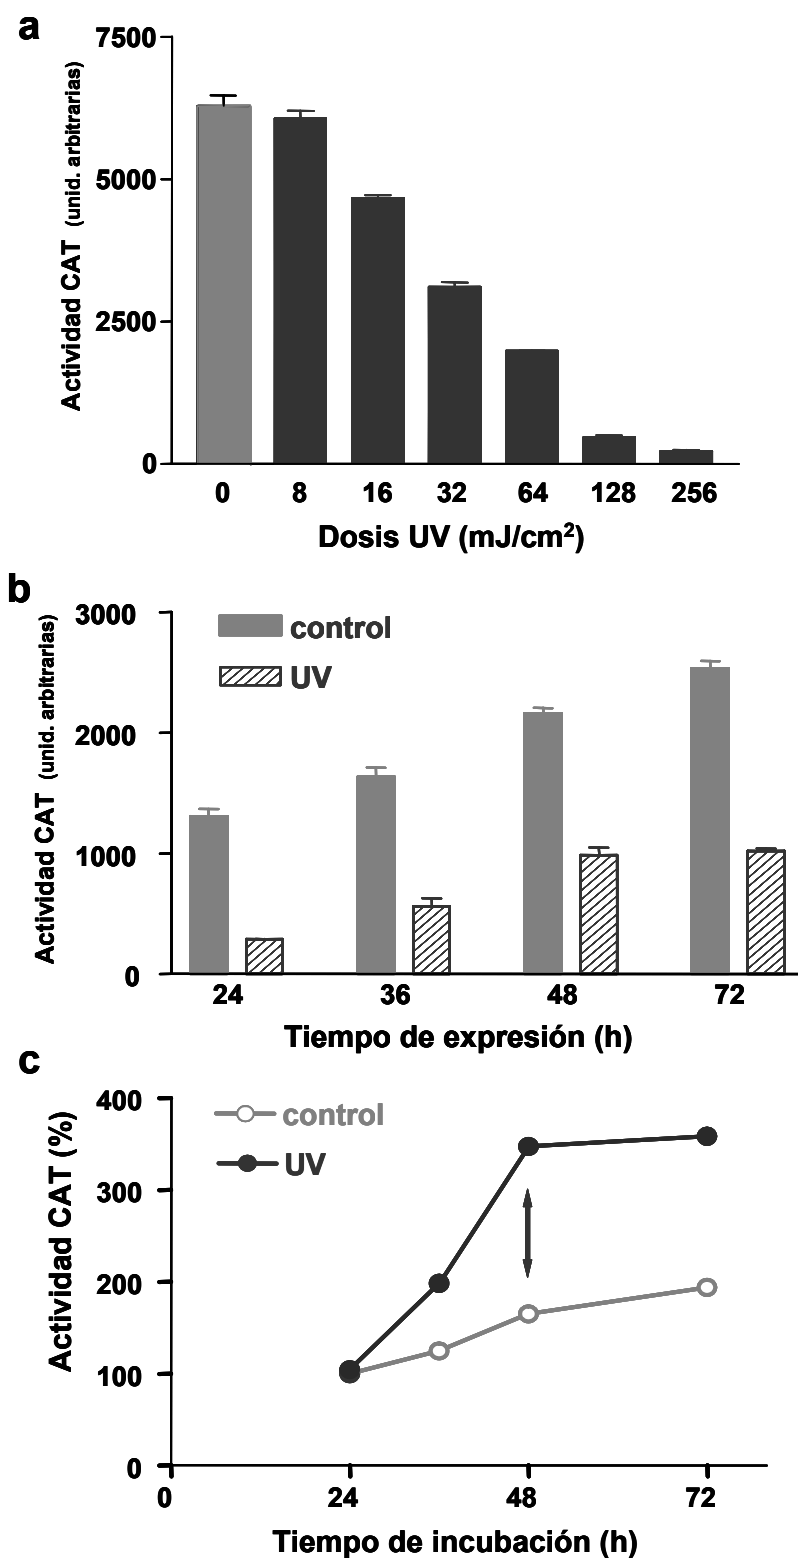 a
7500
5000
2500
0
Actividad CAT (unid. arbitrarias)
0 8 16 32 64 128 256
Dosis UV (mJ/cm²)
b
3000
2000
1000
0
Actividad CAT (unid. arbitrarias)
control
UV
24 36 48 72
Tiempo de expresión (h)
c
400
300
200
100
0
Actividad CAT (%)
control
UV
0 24 48 72
Tiempo de incubación (h)